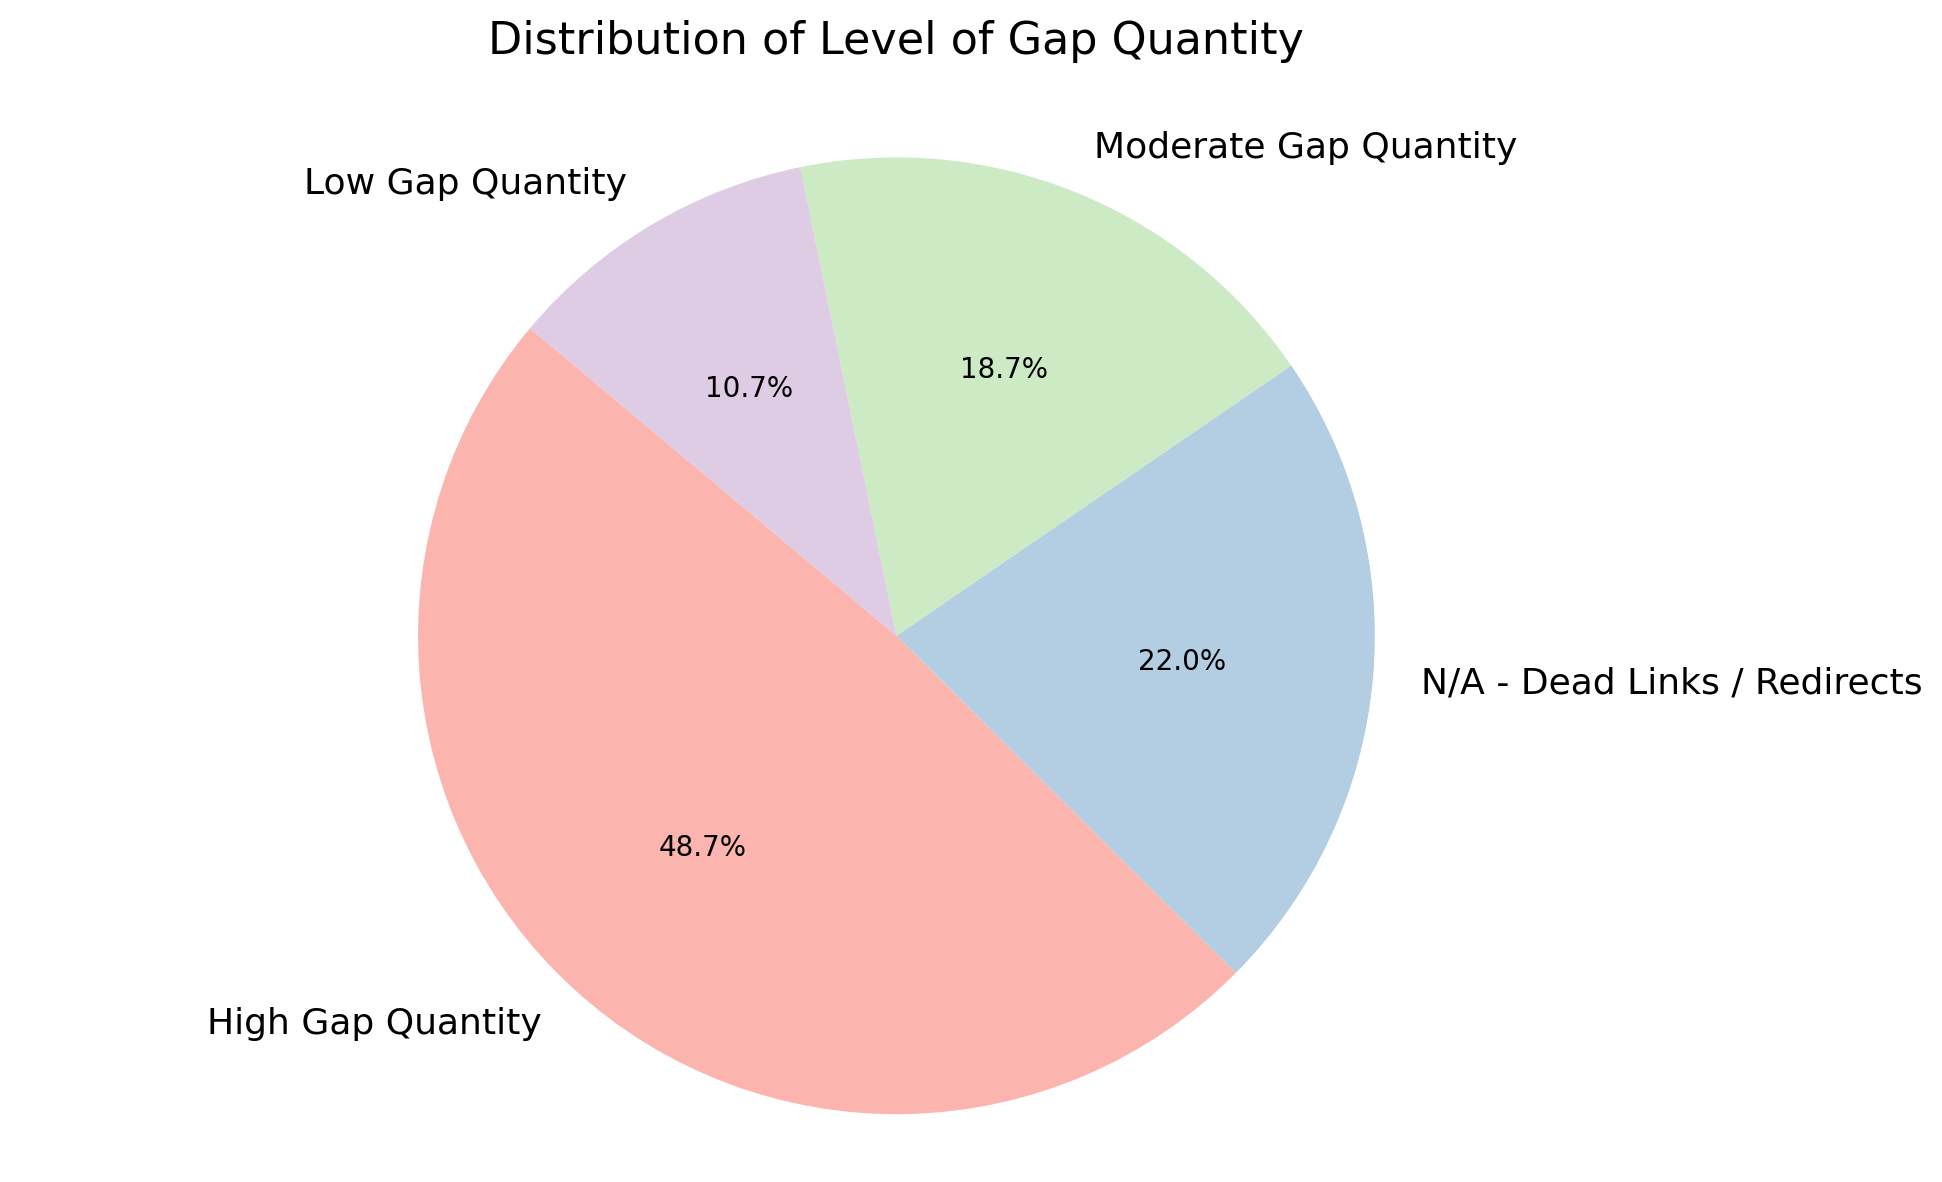 Distribution of Level of Gap Quantity
Moderate Gap Quantity
Low Gap Quantity
18.7%
10.7%
22.0%
N/A - Dead Links / Redirects
48.7%
High Gap Quantity